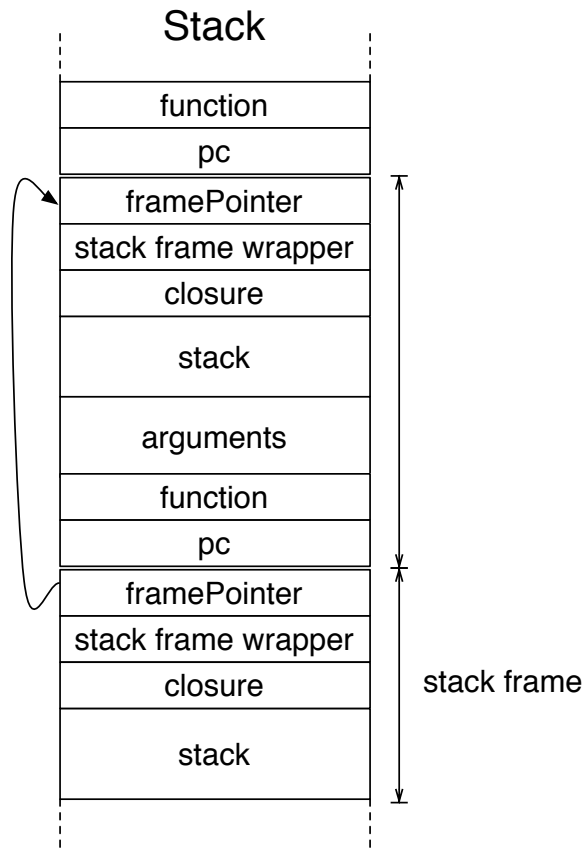 Stack
function
pc
framePointer
stack frame wrapper
closure
stack
arguments
function
pc
framePointer
stack frame wrapper
closure
stack frame
stack